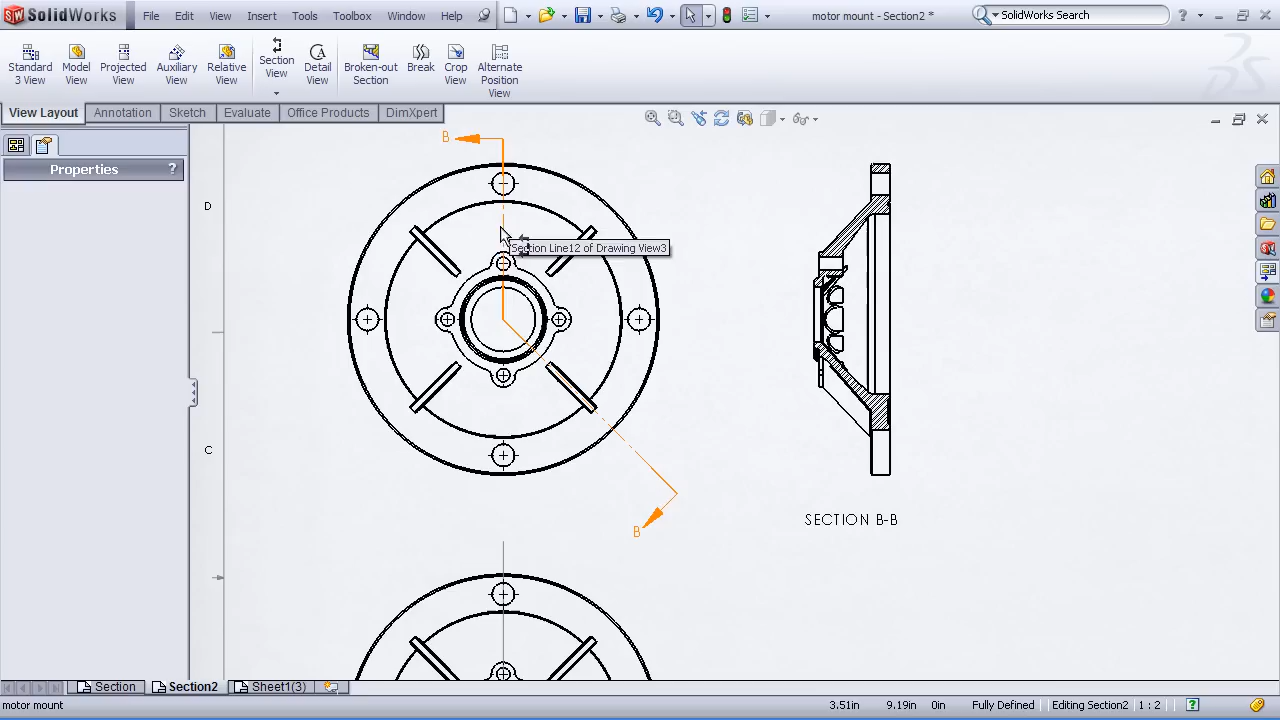 SolidWorks File Edit View Insert Tools Toolbox Window Help motor mount - Section2 * SolidWorks Search ?
Standard 3 View Model View Projected View Auxiliary View Relative View Section View Detail View Broken-out Section Break Crop View Alternate Position View
View Layout Annotation Sketch Evaluate Office Products DimXpert
B
Properties ?
D
Section Line12 of Drawing View3
C
SECTION B-B
B
Section Section2 Sheet1(3)
motor mount 3.51in 9.19in 0in Fully Defined Editing Section2 1 : 2 ?